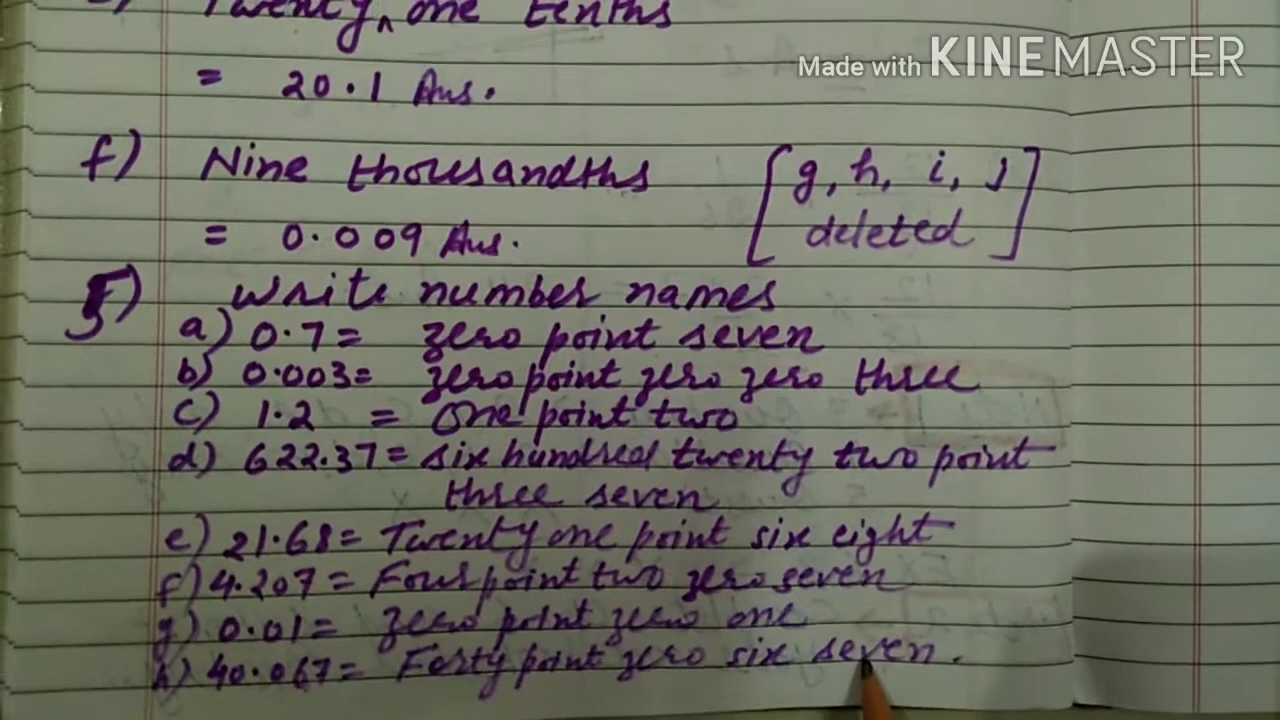 Twenty ^ one tenths
Made with KINEMASTER
= 20.1 Ans.
f) Nine thousandths [g, h, i, j
= 0.009 Ans. deleted]
5) Write number names
a) 0.7 = zero point seven
b) 0.003 = zero point zero zero three
c) 1.2 = One point two
d) 622.37 = six hundred twenty two point
three seven
e) 21.68 = Twenty one point six eight
f) 4.207 = Four point two zero seven
g) 0.01 = zero point zero one
h) 40.067 = Forty point zero six seven.